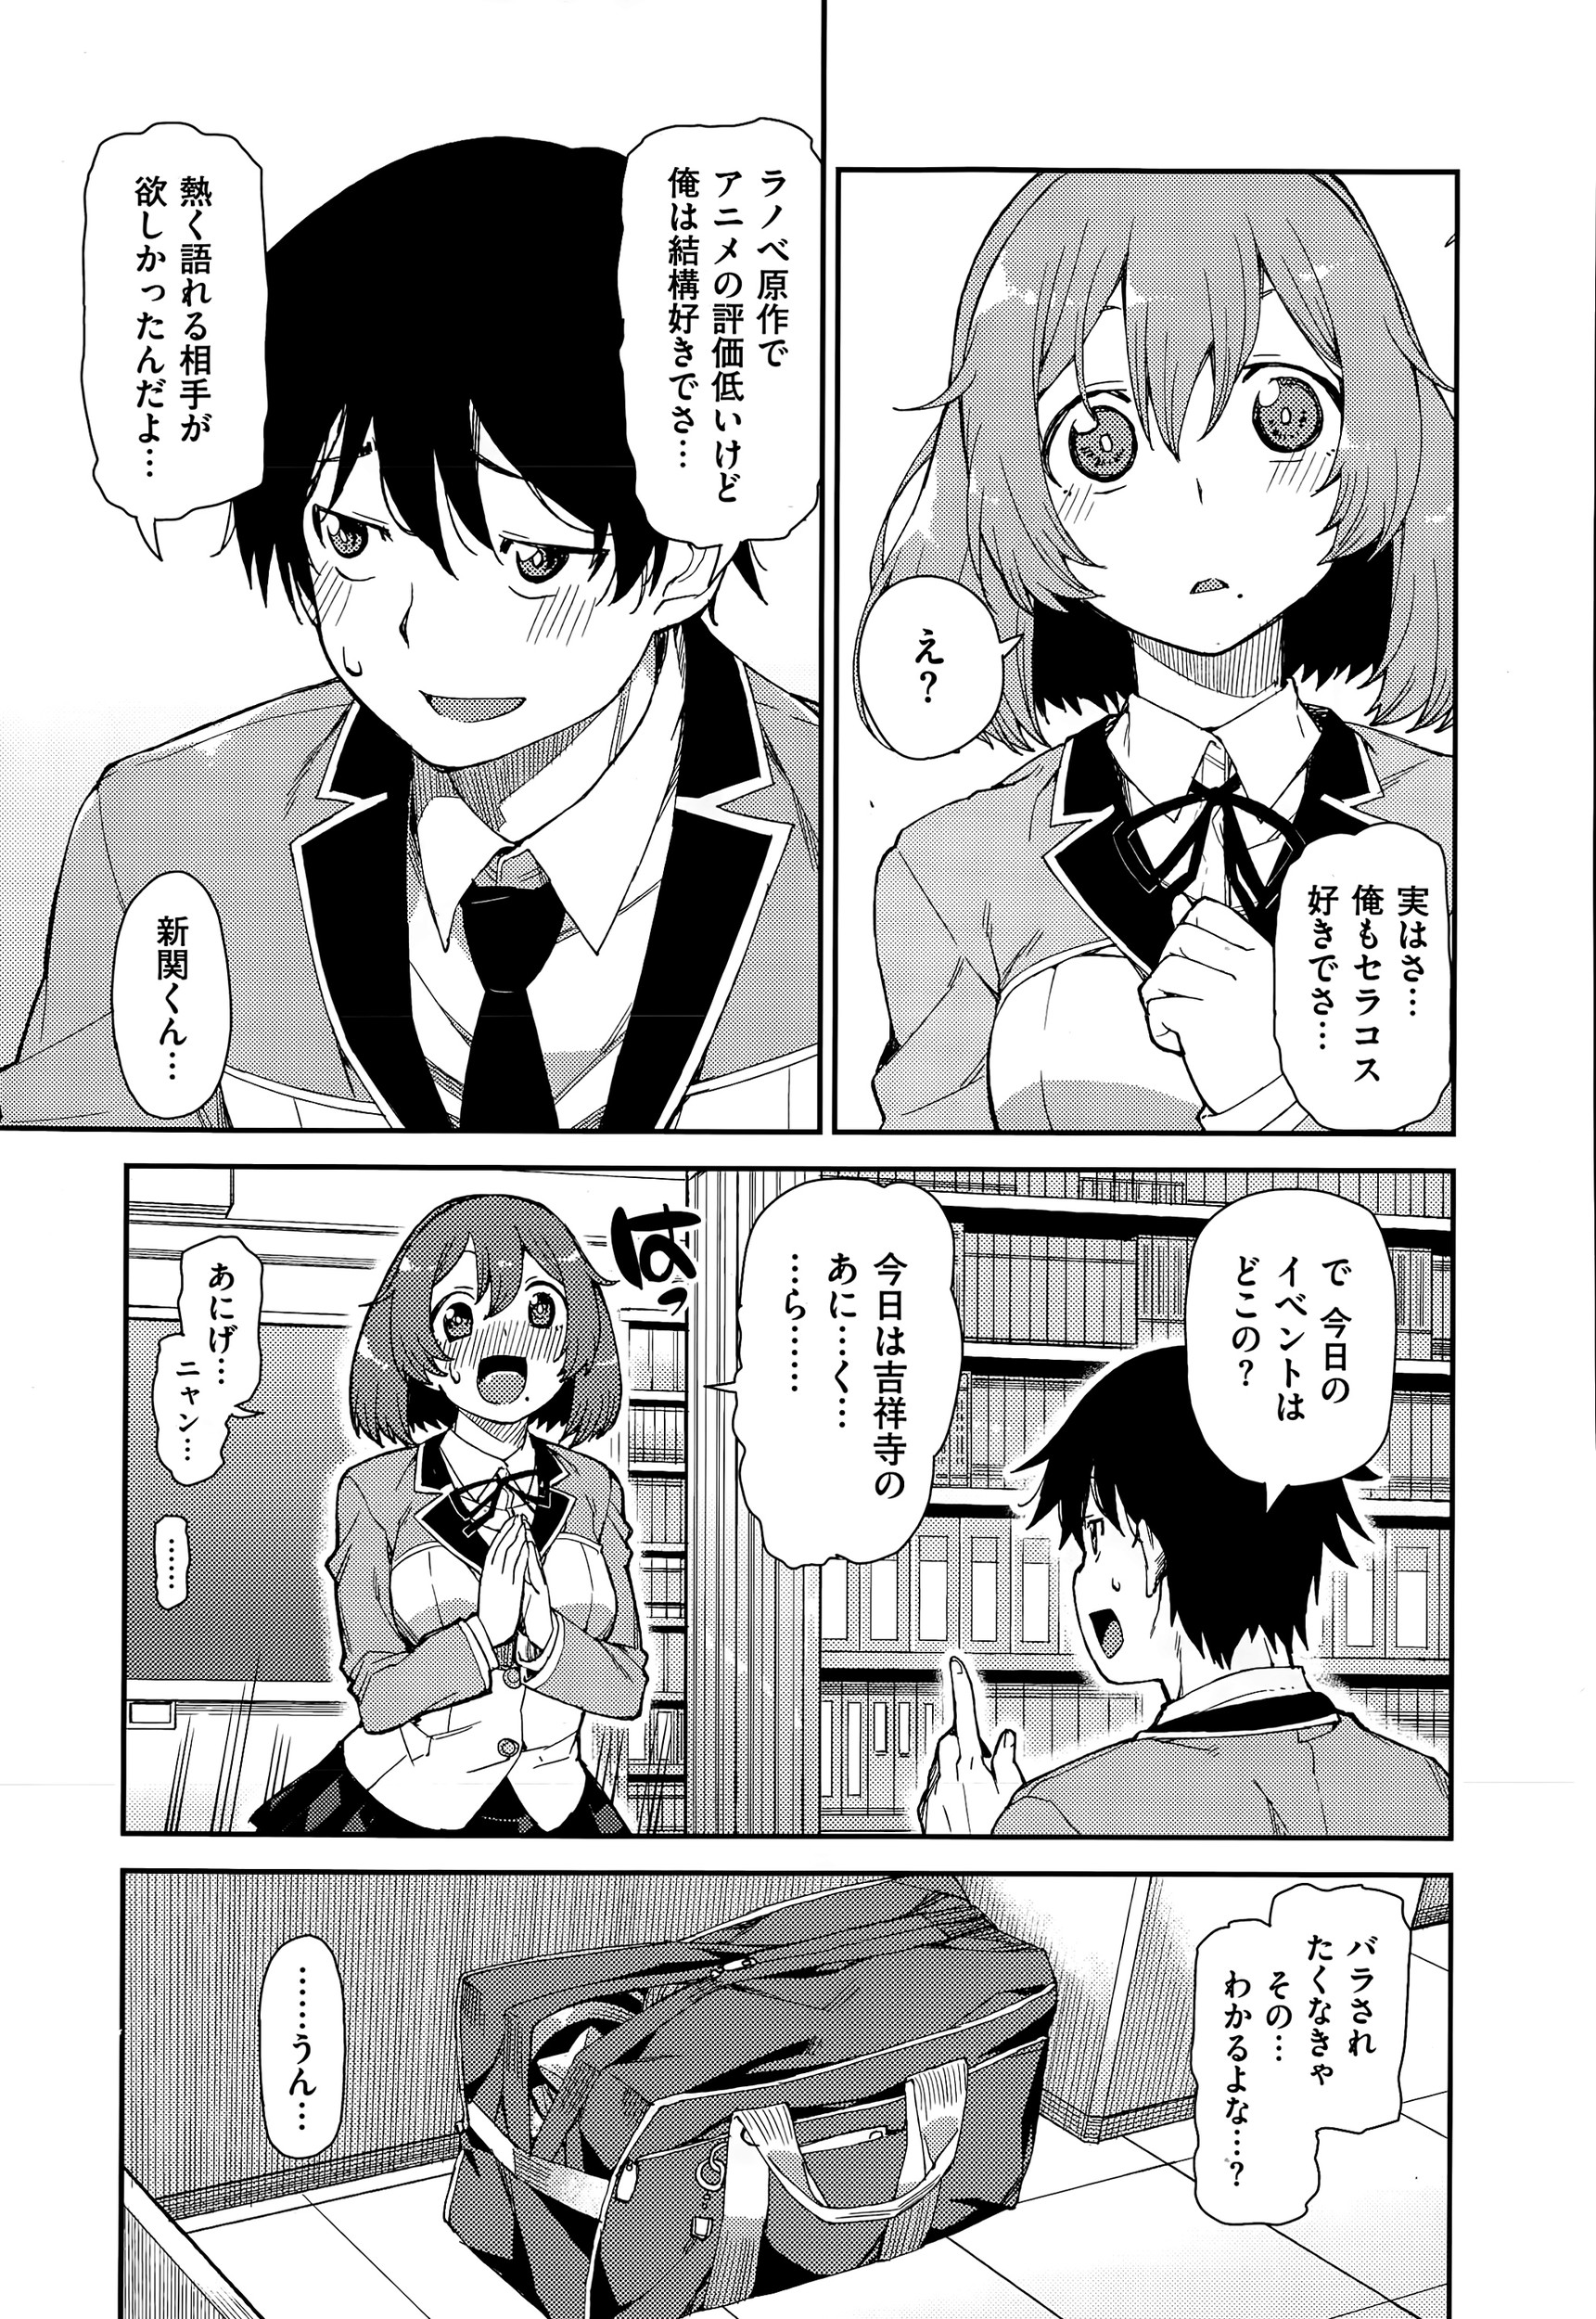 え？
実はさ…
俺もセラコス
好きでさ…
ラノベ原作で
アニメの評価低いけど
俺は結構好きでさ…
熱く語れる相手が
欲しかったんだよ…
新関くん…
で 今日の
イベントは
どこの？
今日は吉祥寺の
あに…く…
…ら………
はっ
あにげ…
ニャン…
……
バラされ
たくなきゃ
その…
わかるよな…？
……うん…